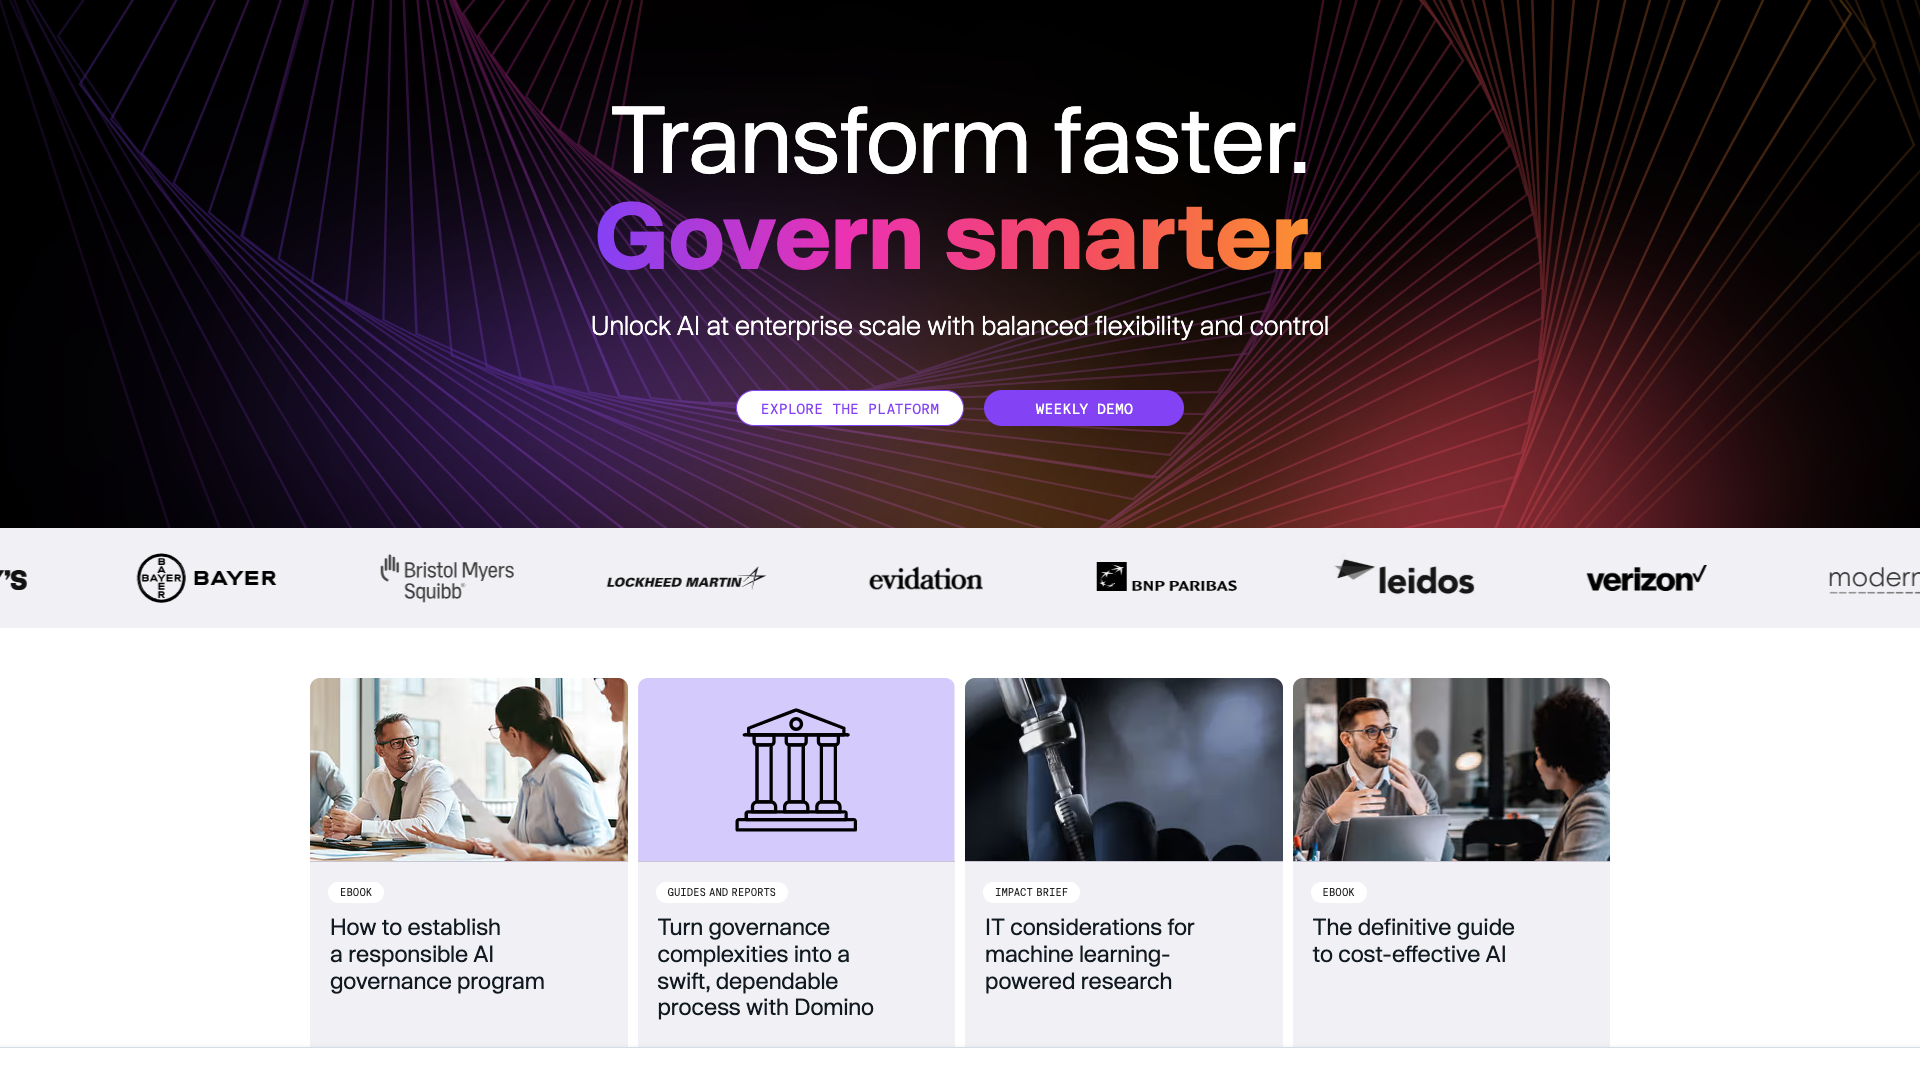 Transform faster.
Govern smarter.
Unlock AI at enterprise scale with balanced flexibility and control
EXPLORE THE PLATFORM
WEEKLY DEMO
Y'S
BAYER
BAYER
BAYER
Bristol Myers
Squibb®
LOCKHEED MARTIN
evidation
BNP PARIBAS
leidos
verizon
modern
EBOOK
How to establish
a responsible AI
governance program
GUIDES AND REPORTS
Turn governance
complexities into a
swift, dependable
process with Domino
IMPACT BRIEF
IT considerations for
machine learning-
powered research
EBOOK
The definitive guide
to cost-effective AI